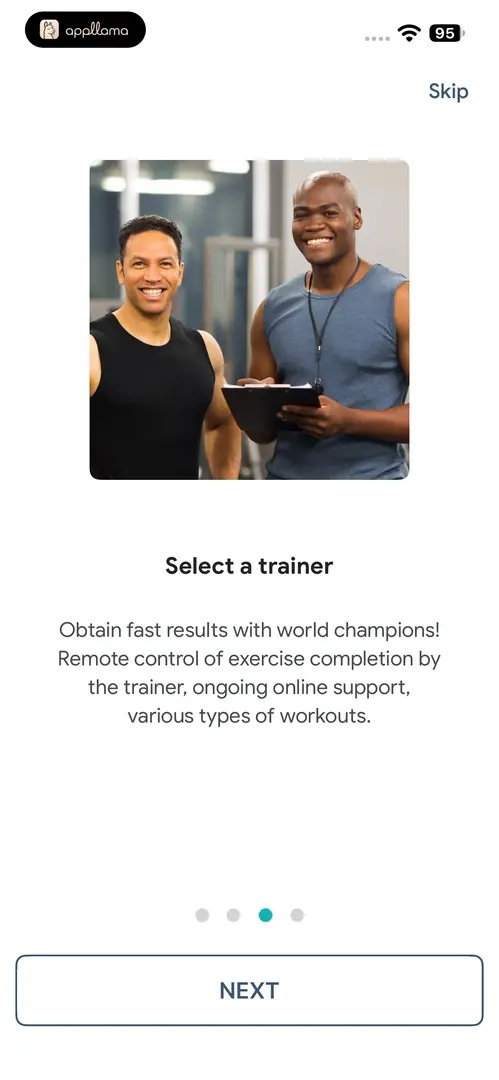 appllama
95
Skip
Select a trainer
Obtain fast results with world champions!
Remote control of exercise completion by
the trainer, ongoing online support,
various types of workouts.
NEXT